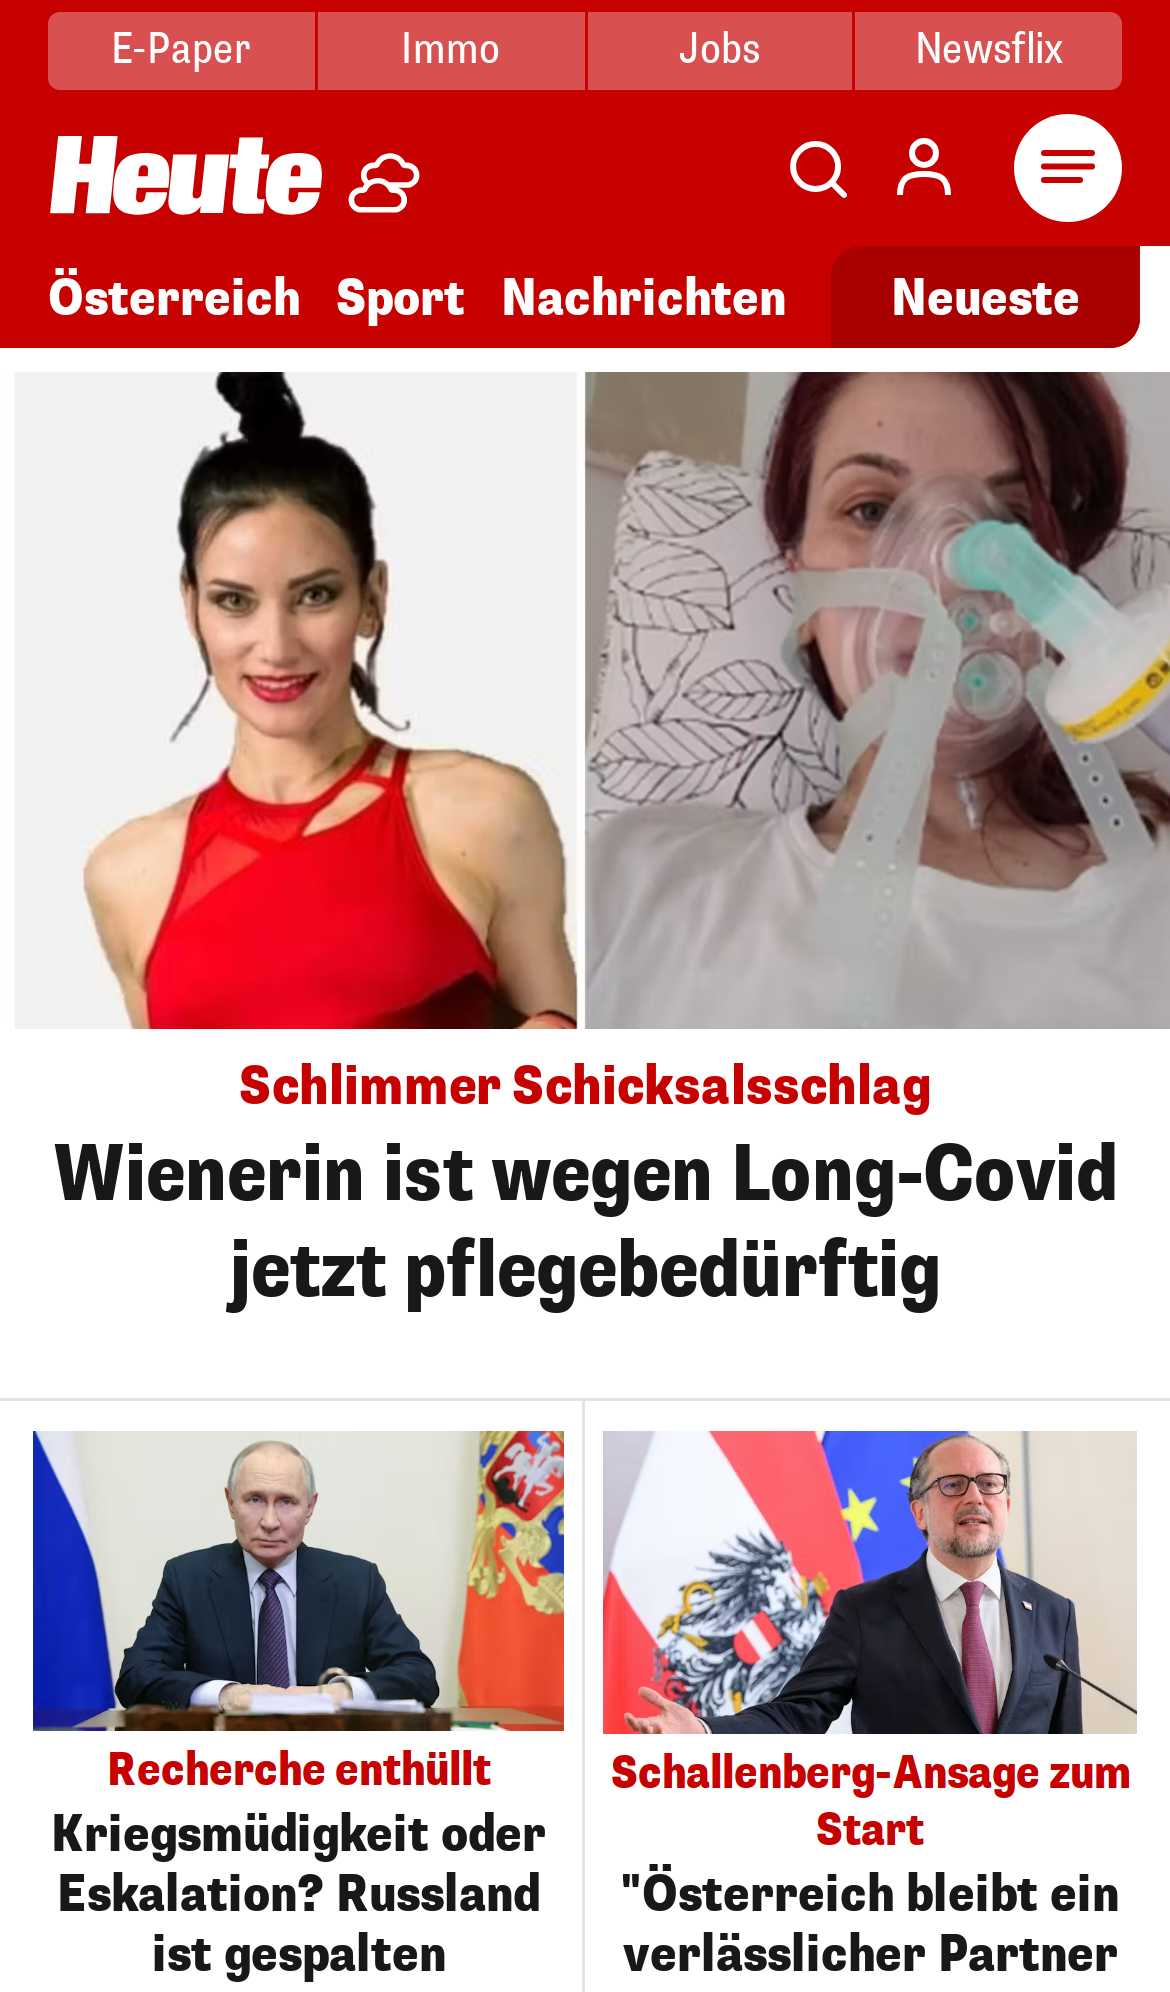 E-Paper
Immo
Jobs
Newsflix
Heute
Österreich
Sport
Nachrichten
Neueste
Schlimmer Schicksalsschlag
Wienerin ist wegen Long-Covid
jetzt pflegebedürftig
Recherche enthüllt
Kriegsmüdigkeit oder
Eskalation? Russland
ist gespalten
Schallenberg-Ansage zum
Start
"Österreich bleibt ein
verlässlicher Partner